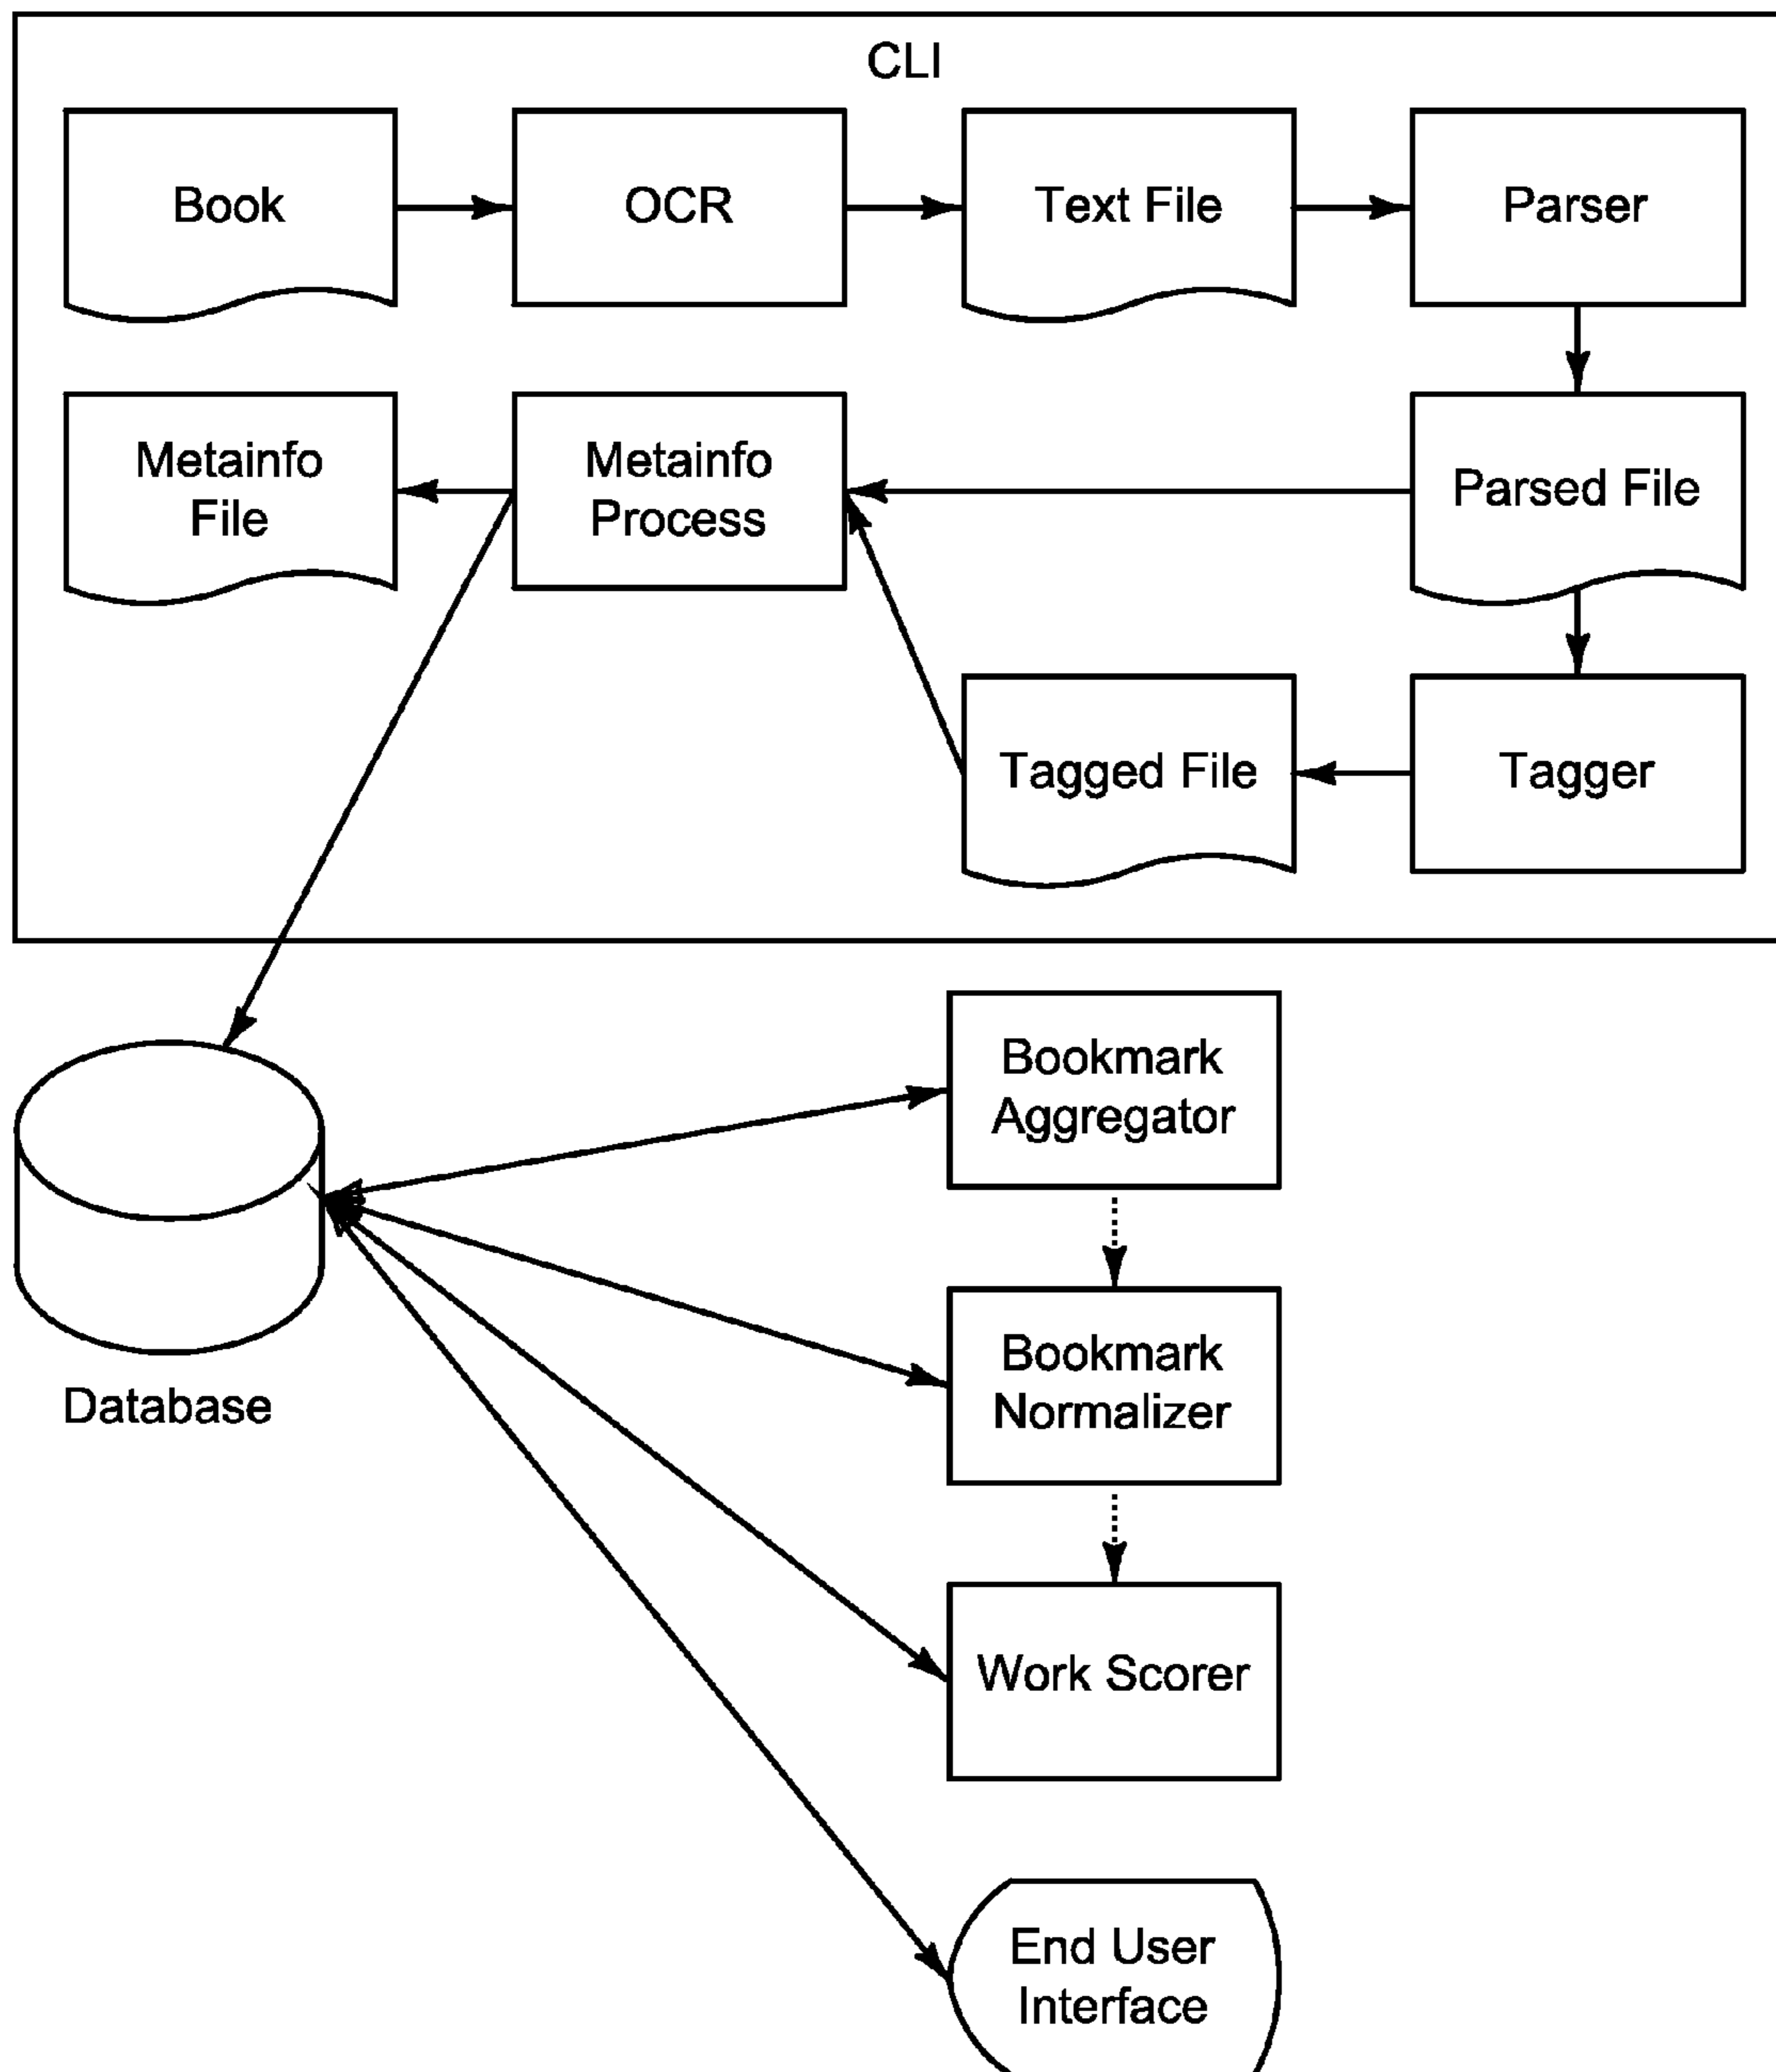 CLI
Book
OCR
Text File
Parser
Metainfo
File
Metainfo
Process
Parsed File
Tagged File
Tagger
Database
Bookmark
Aggregator
Bookmark
Normalizer
Work Scorer
End User
Interface